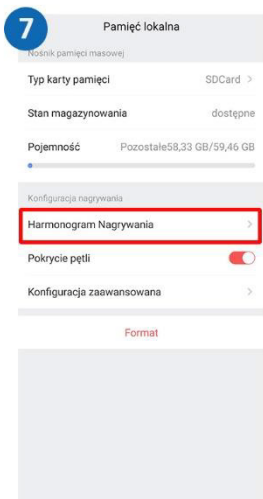 7
Pamięć lokalna
Nośnik pamięci masowej
Typ karty pamięci SDCard >
Stan magazynowania dostępne
Pojemność Pozostałe58,33 GB/59,46 GB
Konfiguracja nagrywania
Harmonogram Nagrywania >
Pokrycie pętli
Konfiguracja zaawansowana >
Format